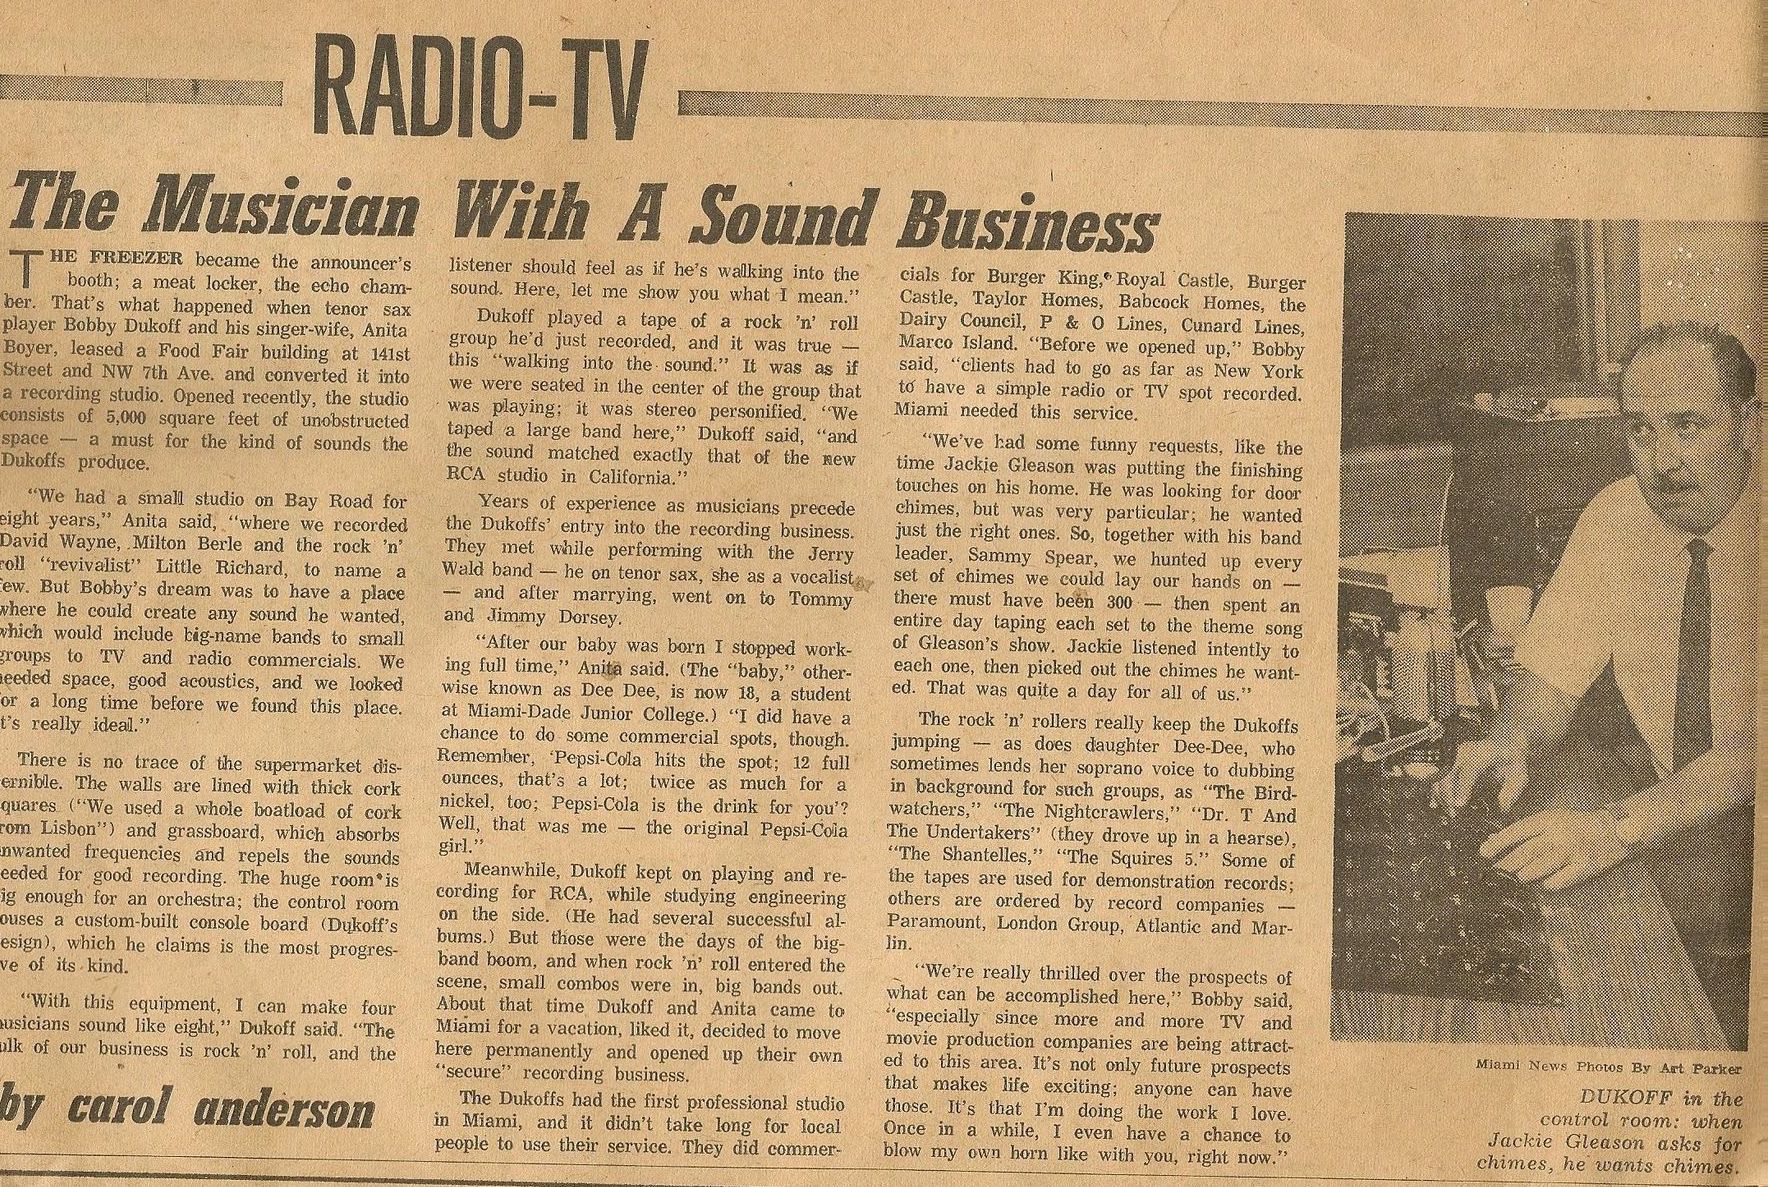 RADIO-TV
The Musician With A Sound Business
THE FREEZER became the announcer's
booth; a meat locker, the echo cham-
ber. That's what happened when tenor sax
player Bobby Dukoff and his singer-wife, Anita
Boyer, leased a Food Fair building at 141st
Street and NW 7th Ave. and converted it into
a recording studio. Opened recently, the studio
consists of 5,000 square feet of unobstructed
space — a must for the kind of sounds the
Dukoffs produce.
"We had a small studio on Bay Road for
eight years," Anita said, "where we recorded
David Wayne, Milton Berle and the rock 'n'
roll "revivalist" Little Richard, to name a
few. But Bobby's dream was to have a place
where he could create any sound he wanted,
which would include big-name bands to small
groups to TV and radio commercials. We
needed space, good acoustics, and we looked
or a long time before we found this place.
t's really ideal."
There is no trace of the supermarket dis-
ernible. The walls are lined with thick cork
quares ("We used a whole boatload of cork
rom Lisbon") and grassboard, which absorbs
nwanted frequencies and repels the sounds
eeded for good recording. The huge room is
ig enough for an orchestra; the control room
ouses a custom-built console board (Dukoff's
esign), which he claims is the most progres-
ve of its kind.
"With this equipment, I can make four
usicians sound like eight," Dukoff said. "The
ulk of our business is rock 'n' roll, and the
by carol anderson
listener should feel as if he's walking into the
sound. Here, let me show you what I mean."
Dukoff played a tape of a rock 'n' roll
group he'd just recorded, and it was true —
this "walking into the sound." It was as if
we were seated in the center of the group that
was playing; it was stereo personified. "We
taped a large band here," Dukoff said, "and
the sound matched exactly that of the new
RCA studio in California."
Years of experience as musicians precede
the Dukoffs' entry into the recording business.
They met while performing with the Jerry
Wald band — he on tenor sax, she as a vocalist
— and after marrying, went on to Tommy
and Jimmy Dorsey.
"After our baby was born I stopped work-
ing full time," Anita said. (The "baby," other-
wise known as Dee Dee, is now 18, a student
at Miami-Dade Junior College.) "I did have a
chance to do some commercial spots, though.
Remember, 'Pepsi-Cola hits the spot; 12 full
ounces, that's a lot; twice as much for a
nickel, too; Pepsi-Cola is the drink for you'?
Well, that was me — the original Pepsi-Cola
girl."
Meanwhile, Dukoff kept on playing and re-
cording for RCA, while studying engineering
on the side. (He had several successful al-
bums.) But those were the days of the big-
band boom, and when rock 'n' roll entered the
scene, small combos were in, big bands out.
About that time Dukoff and Anita came to
Miami for a vacation, liked it, decided to move
here permanently and opened up their own
"secure" recording business.
The Dukoffs had the first professional studio
in Miami, and it didn't take long for local
people to use their service. They did commer-
cials for Burger King, Royal Castle, Burger
Castle, Taylor Homes, Babcock Homes, the
Dairy Council, P & O Lines, Cunard Lines,
Marco Island. "Before we opened up," Bobby
said, "clients had to go as far as New York
to have a simple radio or TV spot recorded.
Miami needed this service.
"We've had some funny requests, like the
time Jackie Gleason was putting the finishing
touches on his home. He was looking for door
chimes, but was very particular; he wanted
just the right ones. So, together with his band
leader, Sammy Spear, we hunted up every
set of chimes we could lay our hands on —
there must have been 300 — then spent an
entire day taping each set to the theme song
of Gleason's show. Jackie listened intently to
each one, then picked out the chimes he want-
ed. That was quite a day for all of us."
The rock 'n' rollers really keep the Dukoffs
jumping — as does daughter Dee-Dee, who
sometimes lends her soprano voice to dubbing
in background for such groups, as "The Bird-
watchers," "The Nightcrawlers," "Dr. T And
The Undertakers" (they drove up in a hearse),
"The Shantelles," "The Squires 5." Some of
the tapes are used for demonstration records;
others are ordered by record companies —
Paramount, London Group, Atlantic and Mar-
lin.
"We're really thrilled over the prospects of
what can be accomplished here," Bobby said,
"especially since more and more TV and
movie production companies are being attract-
ed to this area. It's not only future prospects
that makes life exciting; anyone can have
those. It's that I'm doing the work I love.
Once in a while, I even have a chance to
blow my own horn like with you, right now."
Miami News Photos By Art Parker
DUKOFF in the
control room: when
Jackie Gleason asks for
chimes, he wants chimes.